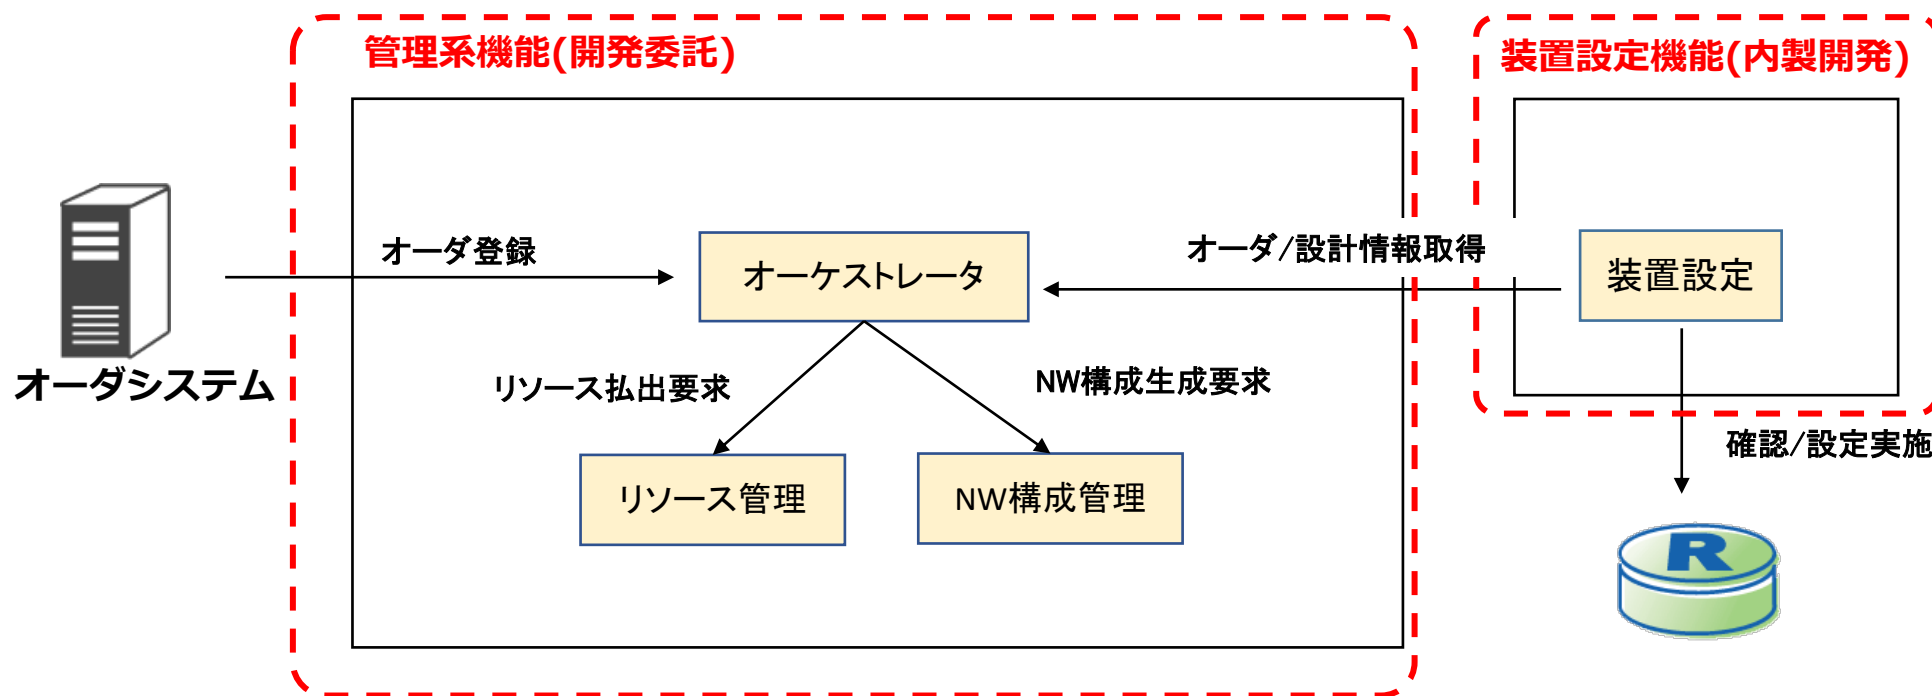 管理系機能(開発委託)
装置設定機能(内製開発)
オーダ登録
オーケストレータ
オーダ/設計情報取得
装置設定
オーダシステム
リソース払出要求
NW構成生成要求
確認/設定実施
リソース管理
NW構成管理
R